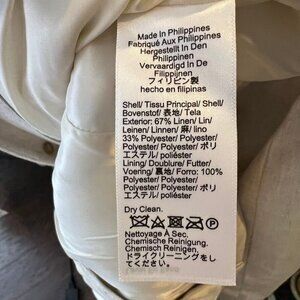 Made In Philippines
Fabriqué Aux Philippines
Hergestellt In Den
Philippinen
Vervaardigd In De
Filipijnen
フィリピン製
hecho en filipinas
Shell/ Tissu Principal/ Shell/
Bovenstof/ 表地/ Tela
Exterior: 67% Linen/ Lin/
Leinen/ Linnen/ 麻/ lino
33% Polyester/ Polyester/
Polyester/ Polyester/ ポリ
エステル/ poliéster
Lining/ Doublure/ Futter/
Voering/ 裏地/ Forro: 100%
Polyester/ Polyester/
Polyester/ Polyester/ ポリ
エステル/ poliéster
Dry Clean.
Nettoyage À Sec.
Chemische Reinigung.
Chemische Reinigen.
ドライクリーニングをし
てください。